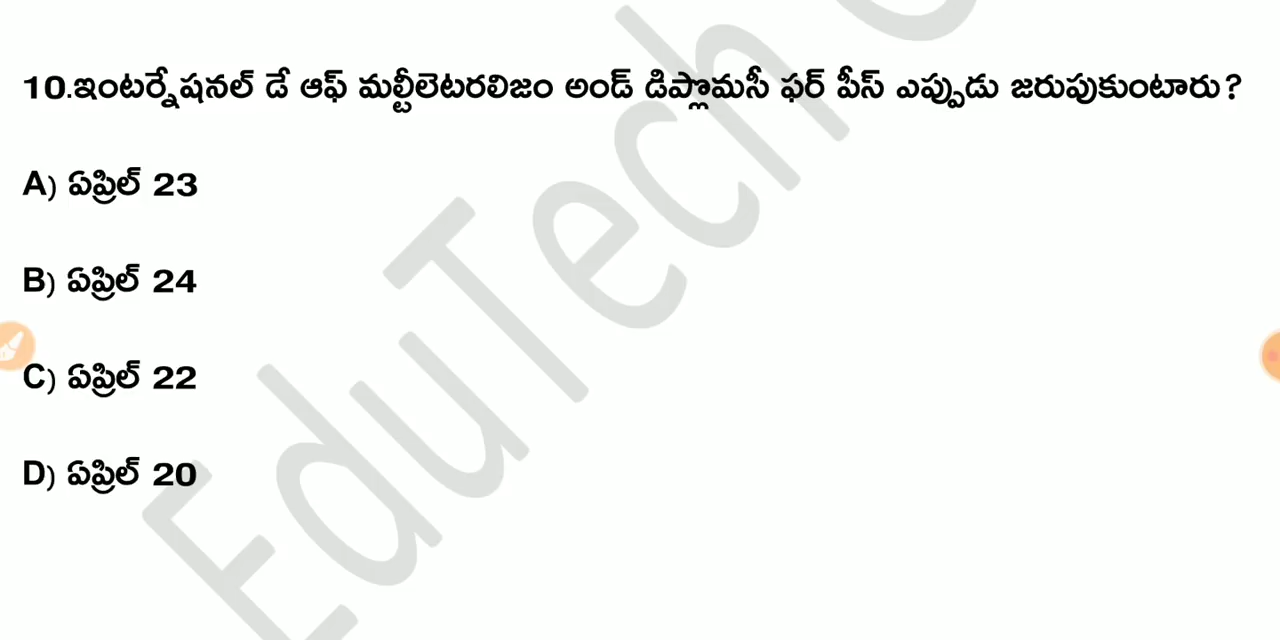 10.ఇంటర్నేషనల్ డే ఆఫ్ మల్టీలెటరలిజం అండ్ డిప్లొమసీ ఫర్ పీస్ ఎప్పుడు జరుపుకుంటారు?
A) ఏప్రిల్ 23
B) ఏప్రిల్ 24
C) ఏప్రిల్ 22
D) ఏప్రిల్ 20
EduTech